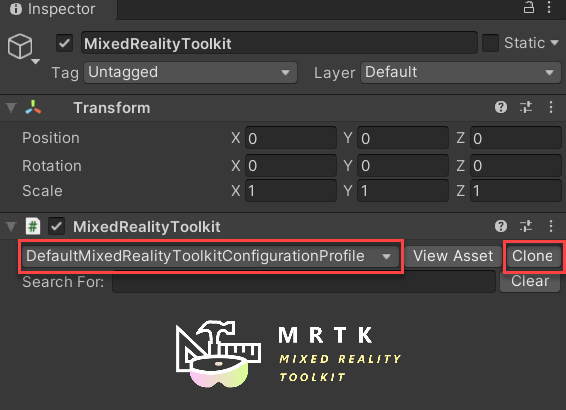 Inspector
MixedRealityToolkit Static
Tag Untagged Layer Default
Transform
Position X 0 Y 0 Z 0
Rotation X 0 Y 0 Z 0
Scale X 1 Y 1 Z 1
# MixedRealityToolkit
DefaultMixedRealityToolkitConfigurationProfile View Asset Clone
Search For: Clear
MRTK
MIXED REALITY
TOOLKIT